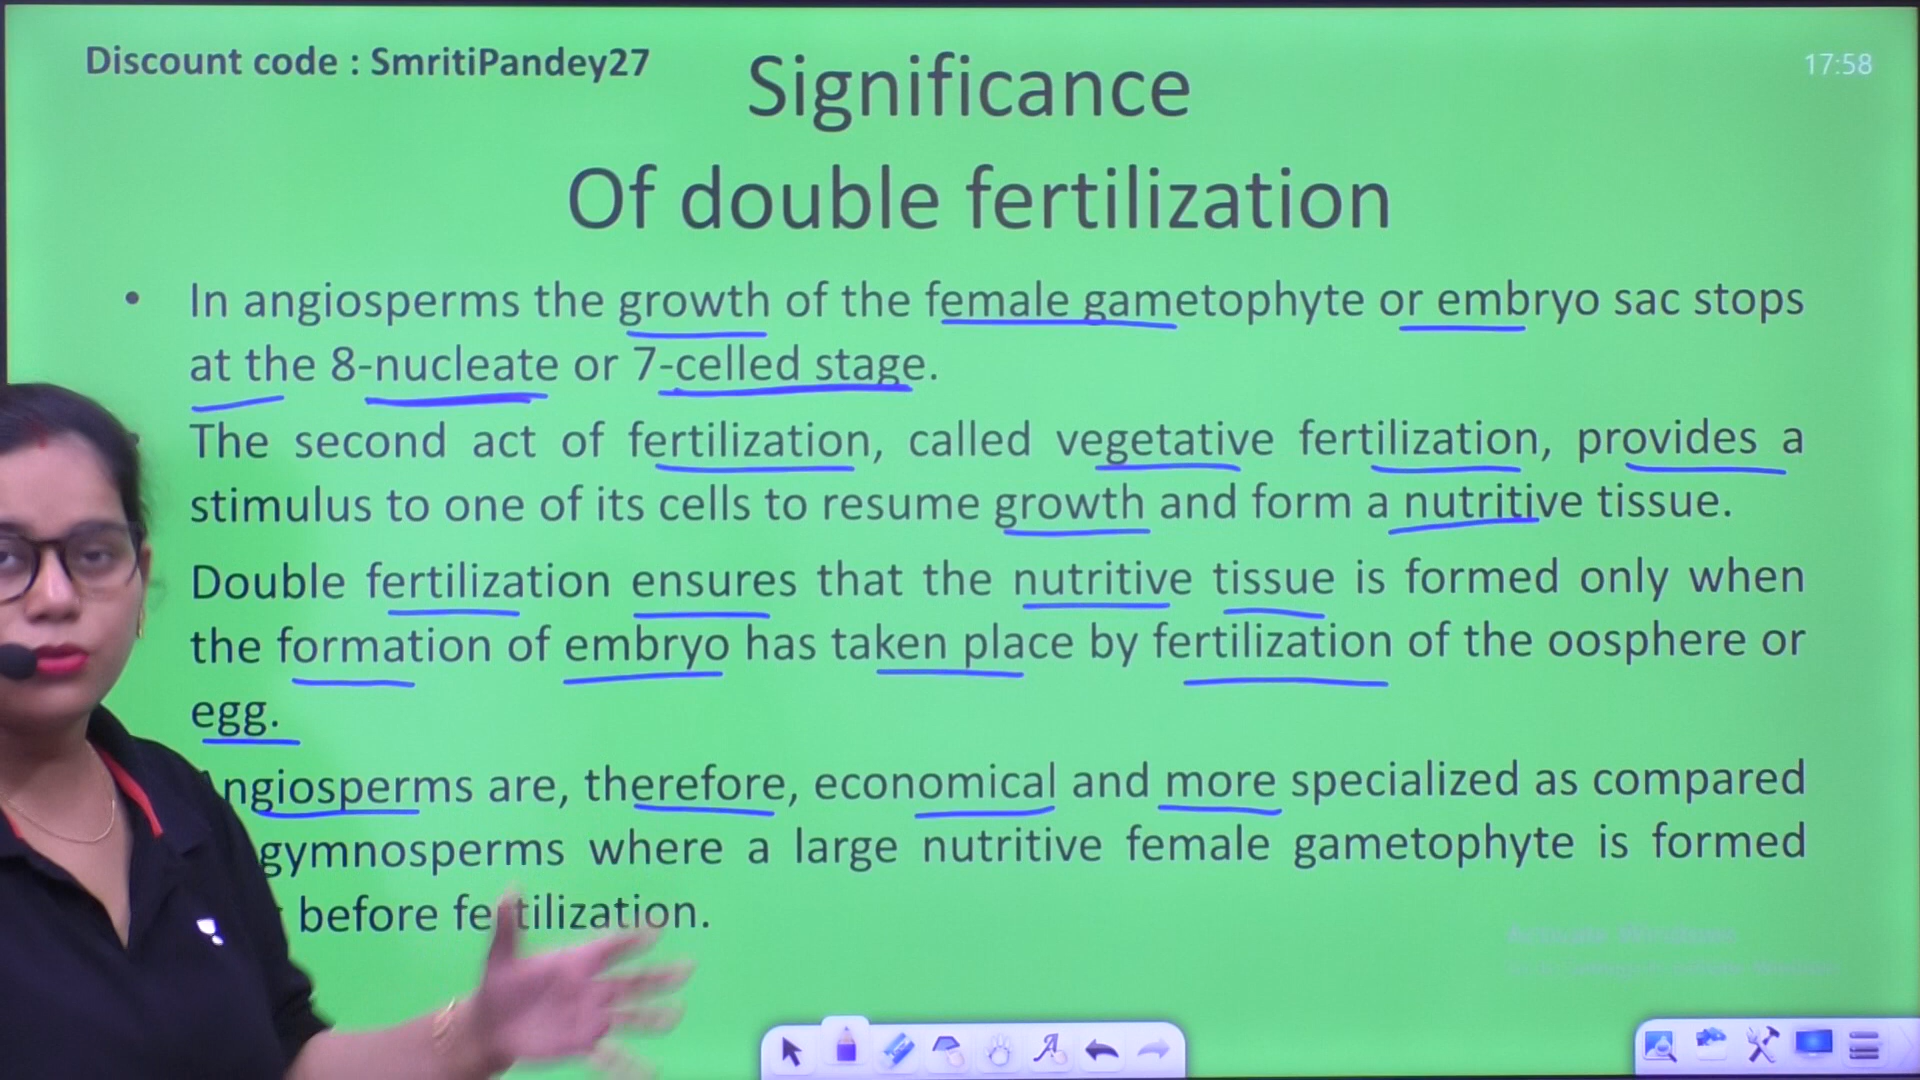 Discount code : SmritiPandey27
17:58
Significance
Of double fertilization
• In angiosperms the growth of the female gametophyte or embryo sac stops
at the 8-nucleate or 7-celled stage.
The second act of fertilization, called vegetative fertilization, provides a
stimulus to one of its cells to resume growth and form a nutritive tissue.
Double fertilization ensures that the nutritive tissue is formed only when
the formation of embryo has taken place by fertilization of the oosphere or
egg.
Angiosperms are, therefore, economical and more specialized as compared
gymnosperms where a large nutritive female gametophyte is formed
before fertilization.
Activate Windows